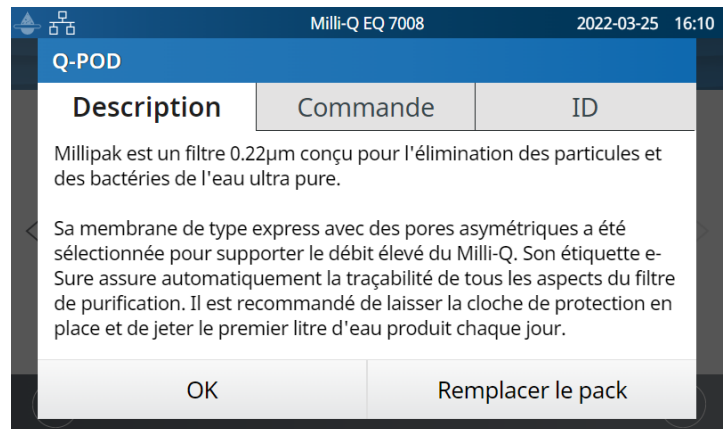 Milli-Q EQ 7008 2022-03-25 16:10
Q-POD
Description Commande ID
Millipak est un filtre 0.22µm conçu pour l'élimination des particules et
des bactéries de l'eau ultra pure.
Sa membrane de type express avec des pores asymétriques a été
sélectionnée pour supporter le débit élevé du Milli-Q. Son étiquette e-
Sure assure automatiquement la traçabilité de tous les aspects du filtre
de purification. Il est recommandé de laisser la cloche de protection en
place et de jeter le premier litre d'eau produit chaque jour.
OK Remplacer le pack